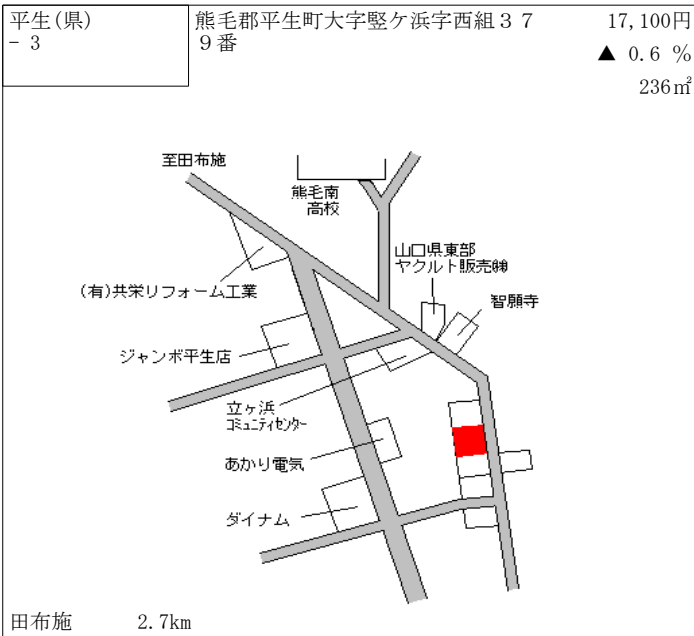 平生(県)
- 3
熊毛郡平生町大字竪ケ浜字西組３７
９番
17,100円
▲ 0.6 %
236㎡
至田布施
熊毛南
高校
山口県東部
ヤクルト販売㈱
(有)共栄リフォーム工業
智願寺
ジャンボ平生店
立ヶ浜
ｺﾐｭﾆﾃｨｾﾝﾀｰ
あかり電気
ダイナム
田布施 2.7km